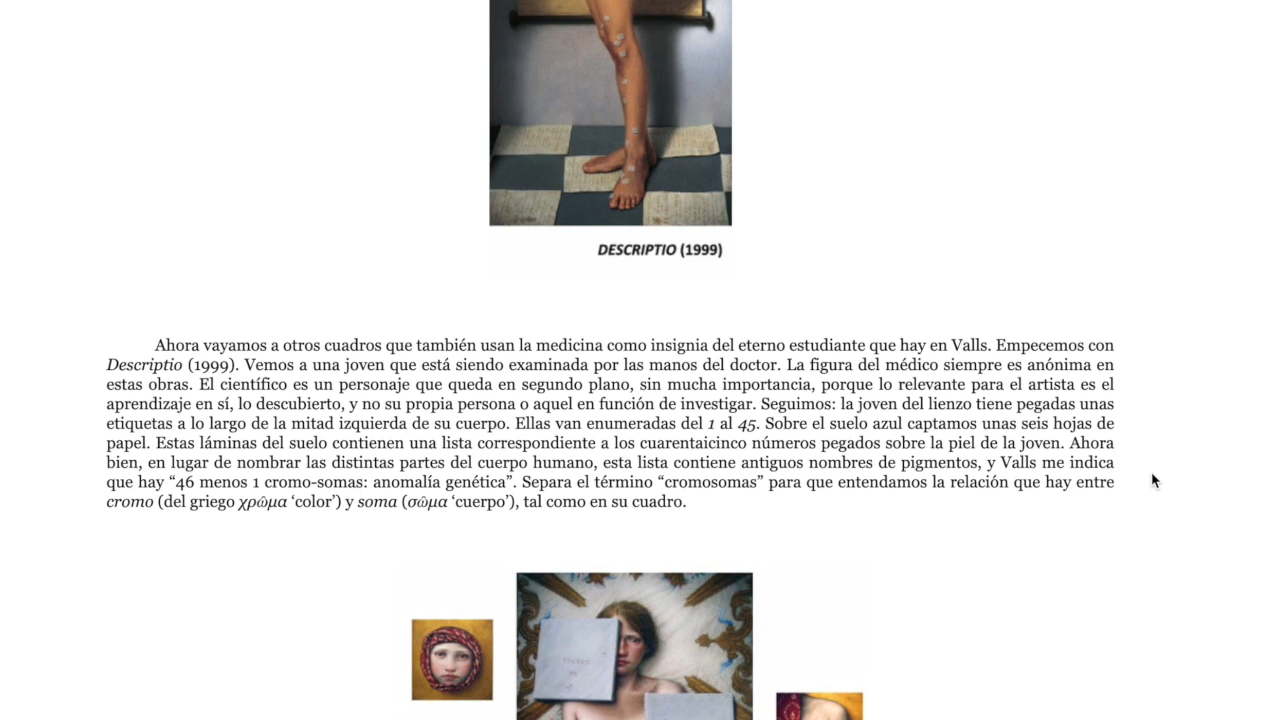 DESCRIPTIO (1999)
Ahora vayamos a otros cuadros que también usan la medicina como insignia del eterno estudiante que hay en Valls. Empecemos con
Descriptio (1999). Vemos a una joven que está siendo examinada por las manos del doctor. La figura del médico siempre es anónima en
estas obras. El científico es un personaje que queda en segundo plano, sin mucha importancia, porque lo relevante para el artista es el
aprendizaje en sí, lo descubierto, y no su propia persona o aquel en función de investigar. Seguimos: la joven del lienzo tiene pegadas unas
etiquetas a lo largo de la mitad izquierda de su cuerpo. Ellas van enumeradas del 1 al 45. Sobre el suelo azul captamos unas seis hojas de
papel. Estas láminas del suelo contienen una lista correspondiente a los cuarentaicinco números pegados sobre la piel de la joven. Ahora
bien, en lugar de nombrar las distintas partes del cuerpo humano, esta lista contiene antiguos nombres de pigmentos, y Valls me indica
que hay “46 menos 1 cromo-somas: anomalía genética”. Separa el término “cromosomas” para que entendamos la relación que hay entre
cromo (del griego χρῶμα ‘color’) y soma (σῶμα ‘cuerpo’), tal como en su cuadro.